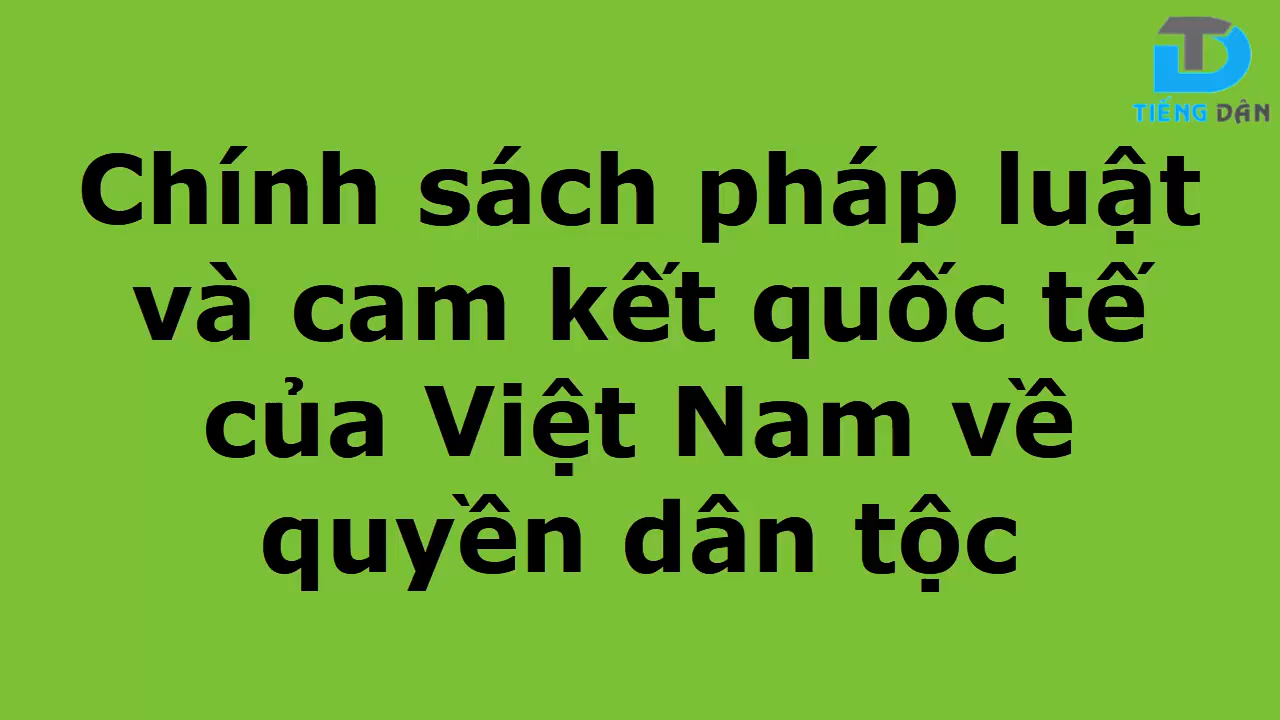 TIẾNG DÂN
Chính sách pháp luật
và cam kết quốc tế
của Việt Nam về
quyền dân tộc